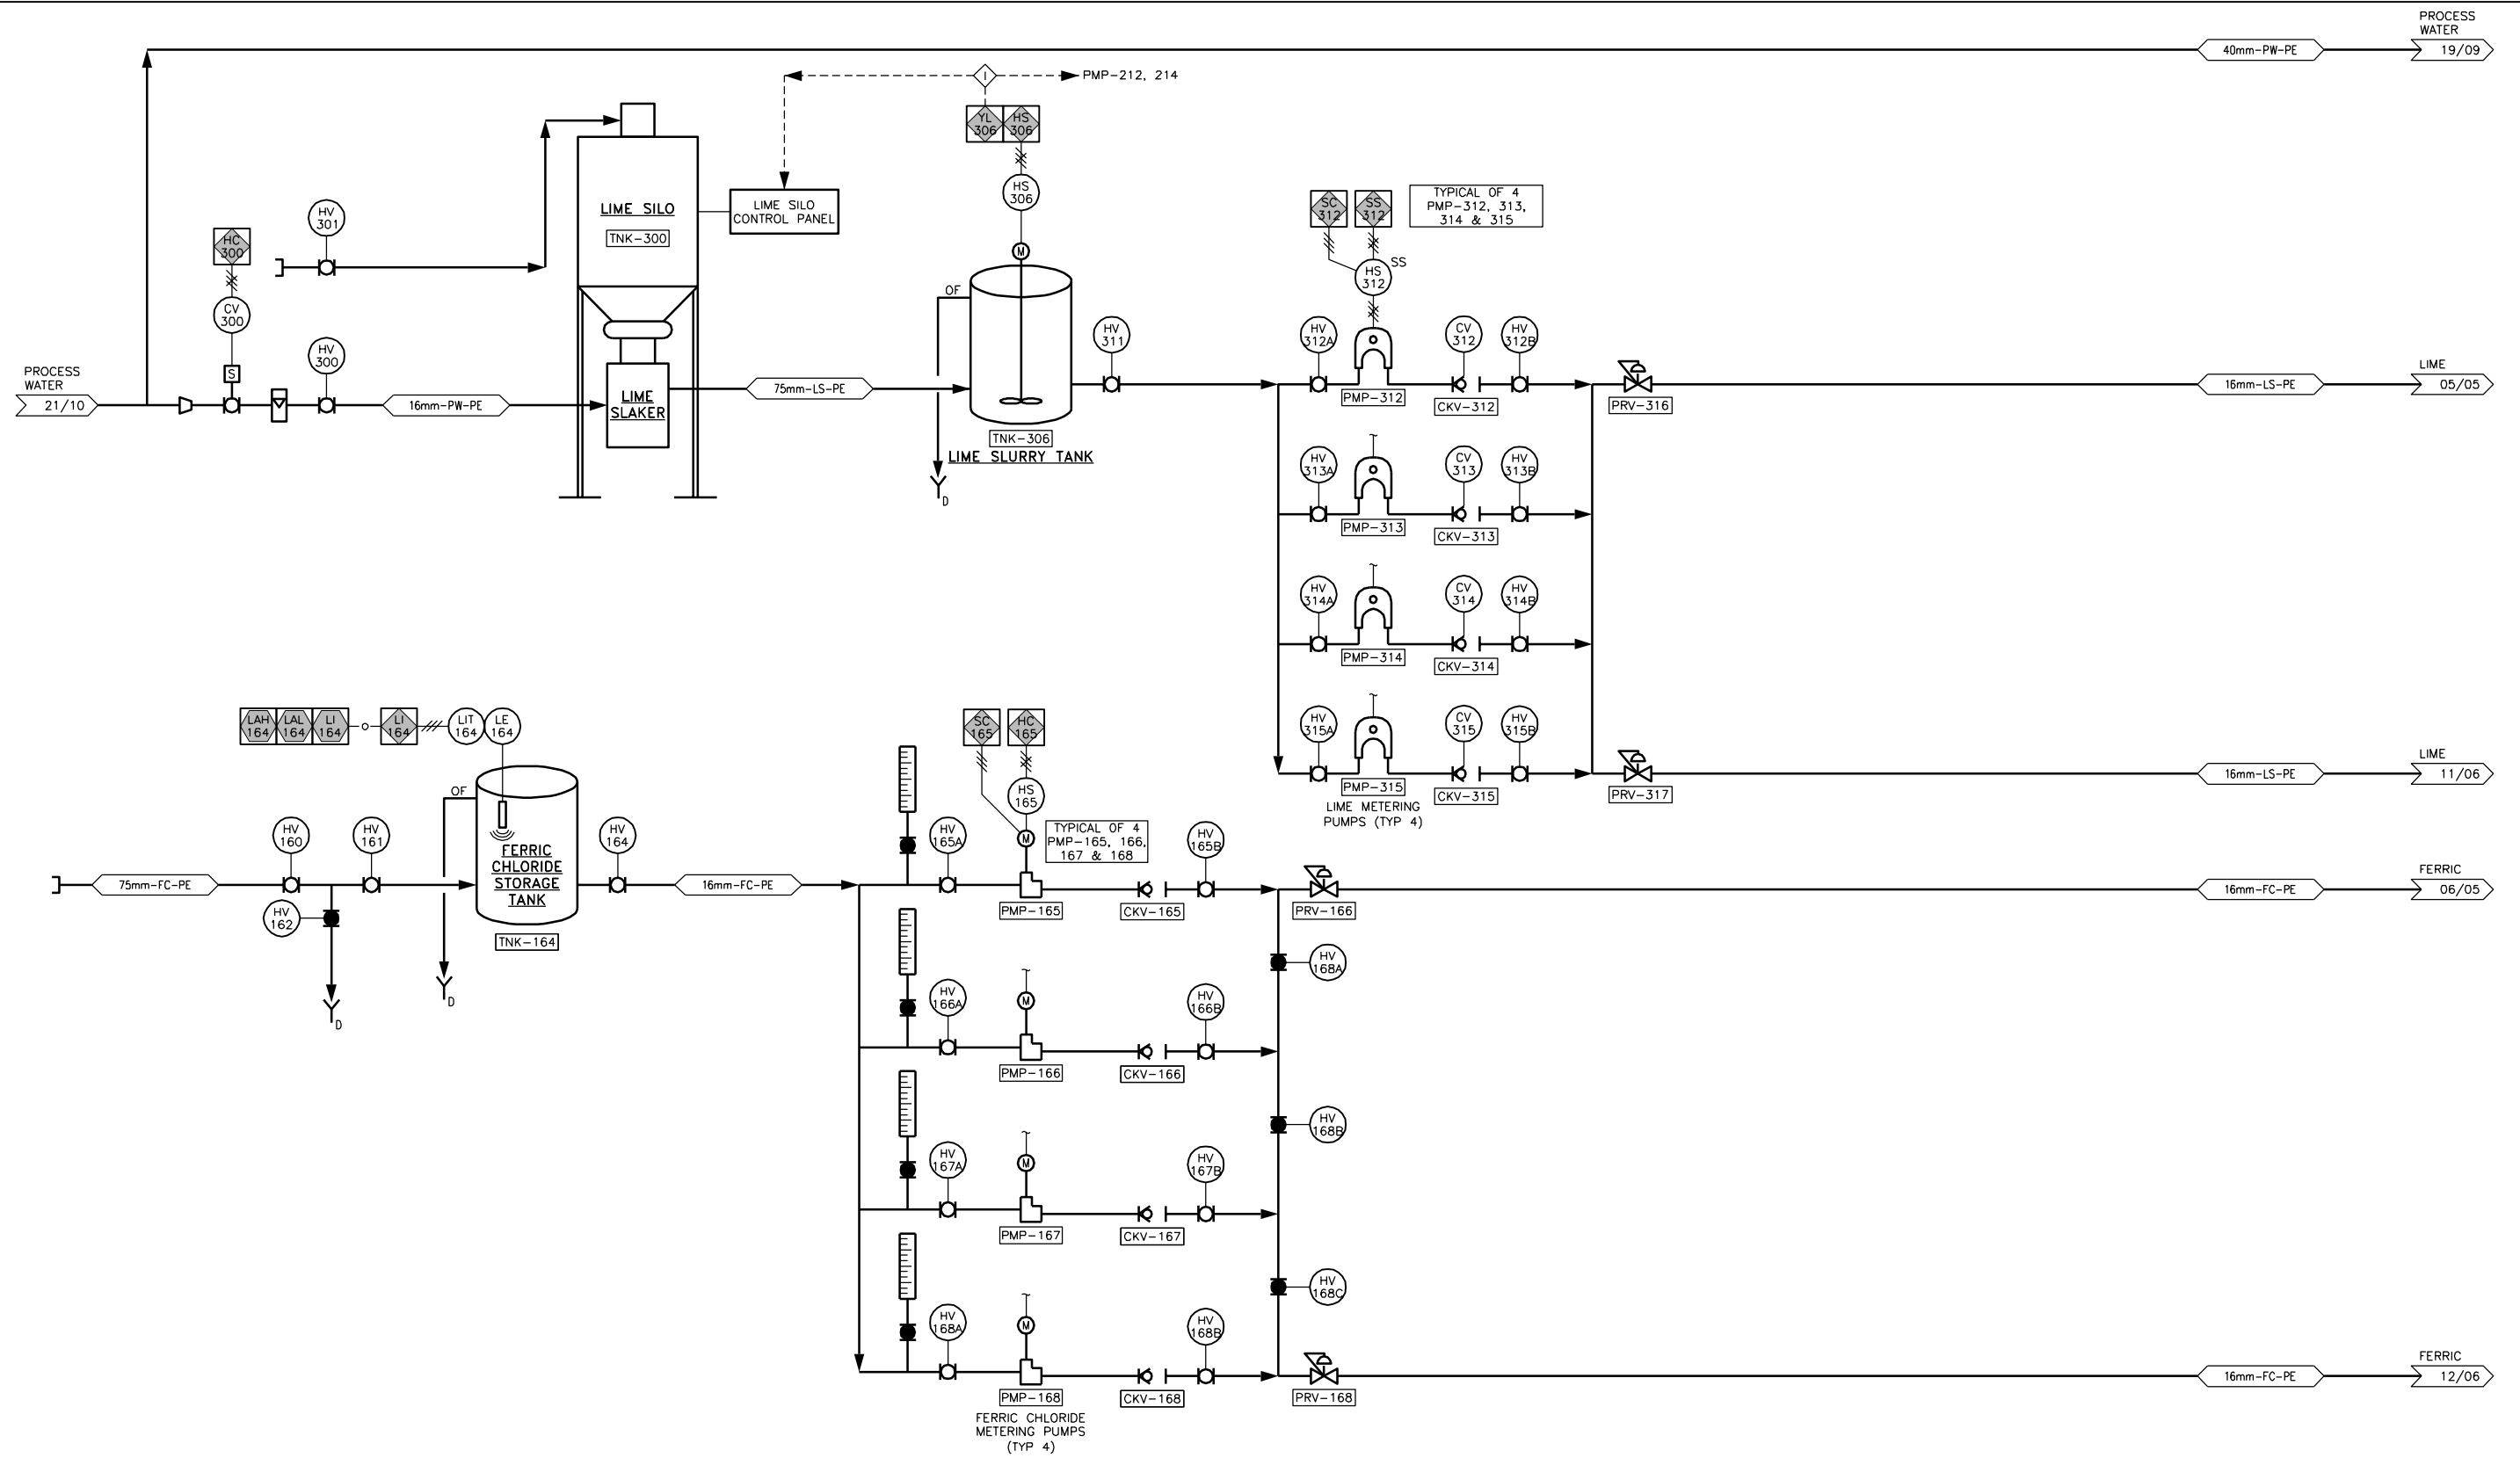 PROCESS
WATER
40mm-PW-PE
19/09
I
PMP-212, 214
YL
306
HS
306
HS
306
M
LIME SILO
TNK-300
LIME SILO
CONTROL PANEL
HV
301
HC
300
CV
300
S
HV
300
PROCESS
WATER
21/10
16mm-PW-PE
LIME
SLAKER
75mm-LS-PE
OF
D
TNK-306
LIME SLURRY TANK
HV
311
SC
312
SS
312
TYPICAL OF 4
PMP-312, 313,
314 & 315
HS
312
SS
HV
312A
PMP-312
CV
312
CKV-312
HV
312B
PRV-316
16mm-LS-PE
LIME
05/05
HV
313A
PMP-313
CV
313
CKV-313
HV
313B
HV
314A
PMP-314
CV
314
CKV-314
HV
314B
HV
315A
PMP-315
CV
315
CKV-315
HV
315B
LIME METERING
PUMPS (TYP 4)
PRV-317
16mm-LS-PE
LIME
11/06
LAH
164
LAL
164
LI
164
LI
164
LIT
164
LE
164
OF
D
FERRIC
CHLORIDE
STORAGE
TANK
TNK-164
75mm-FC-PE
HV
160
HV
161
HV
162
D
HV
164
16mm-FC-PE
SC
165
HC
165
HS
165
M
TYPICAL OF 4
PMP-165, 166,
167 & 168
HV
165A
PMP-165
CKV-165
HV
165B
PRV-166
16mm-FC-PE
FERRIC
06/05
HV
168A
HV
166A
M
PMP-166
CKV-166
HV
166B
HV
168B
HV
167A
M
PMP-167
CKV-167
HV
167B
HV
168C
HV
168A
M
PMP-168
CKV-168
HV
168B
PRV-168
16mm-FC-PE
FERRIC
12/06
FERRIC CHLORIDE
METERING PUMPS
(TYP 4)